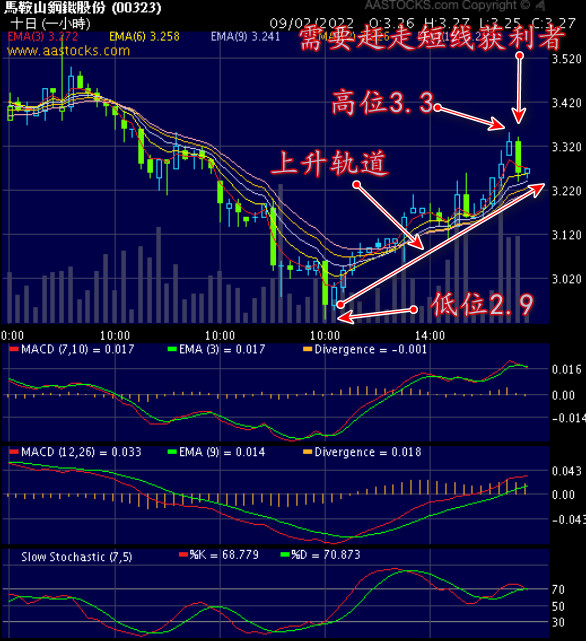 馬鞍山鋼鐵股份 (00323)
AASTOCKS.com Copyright ©
十日 (一小時)
09/02/2022 O:3.26 H:3.27 L:3.25 C:3.27
EMA(3) 3.272 EMA(6) 3.258 EMA(9) 3.241
www.aastocks.com
需要赶走短线获利者
3.520
高位3.3
3.420
3.320
上升轨道
3.220
3.120
3.020
低位2.9
0:00 10:00 10:00 10:00 14:00
MACD (7,10) = 0.017 EMA (3) = 0.017 Divergence = -0.001
0.016
0.00
-0.014
MACD (12,26) = 0.033 EMA (9) = 0.014 Divergence = 0.018
0.043
0.00
-0.043
Slow Stochastic (7,5) %K = 68.779 %D = 70.873
70
50
30